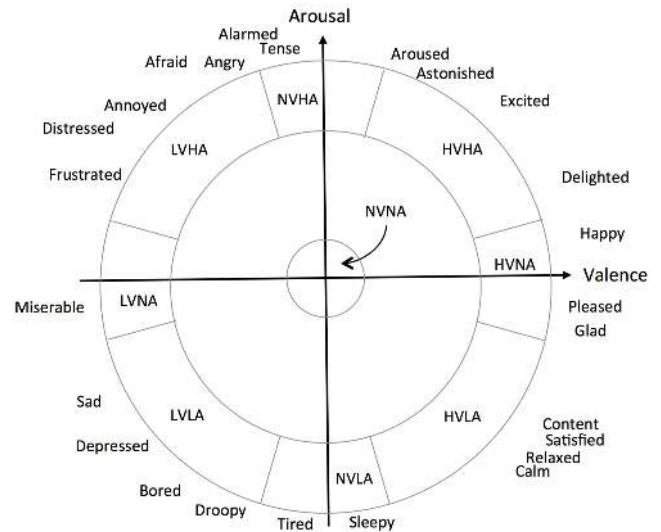 Arousal
Alarmed
Tense
Aroused
Afraid
Angry
Astonished
NVHA
Annoyed
Excited
Distressed
LVHA
HVHA
Frustrated
Delighted
NVNA
Happy
HVNA
Valence
Miserable
LVNA
Pleased
Glad
Sad
LVLA
HVLA
Content
Satisfied
Depressed
Relaxed
Calm
NVLA
Bored
Droopy
Tired
Sleepy